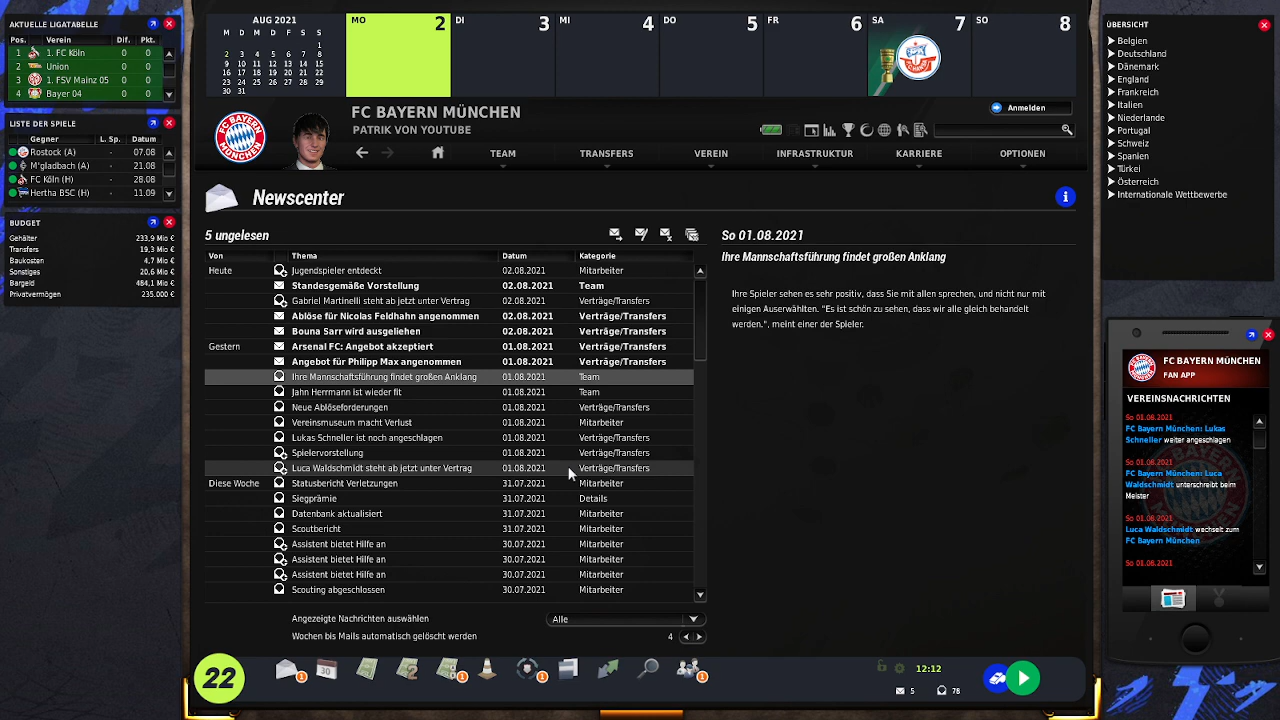 AKTUELLE LIGATABELLE
Pos. Verein Dif. Pkt.
1 1. FC Köln 0 0
2 Union 0 0
3 1. FSV Mainz 05 0 0
4 Bayer 04 0 0
LISTE DER SPIELE
Gegner L. Sp. Datum
Rostock (A) - 07.08
M'gladbach (A) - 21.08
FC Köln (H) - 28.08
Hertha BSC (H) - 11.09
BUDGET
Gehälter 233,9 Mio €
Transfers 19,3 Mio €
Baukosten 4,7 Mio €
Sonstiges 20,6 Mio €
Bargeld 484,1 Mio €
Privatvermögen 235.000 €
AUG 2021
M D M D F S S
1
2 3 4 5 6 7 8
9 10 11 12 13 14 15
16 17 18 19 20 21 22
23 24 25 26 27 28 29
30 31
MO 2
DI 3
MI 4
DO 5
FR 6
SA 7
SO 8
FC BAYERN MÜNCHEN
PATRIK VON YOUTUBE
Anmelden
TEAM TRANSFERS VEREIN INFRASTRUKTUR KARRIERE OPTIONEN
Newscenter
5 ungelesen
Von Thema Datum Kategorie
Heute Jugendspieler entdeckt 02.08.2021 Mitarbeiter
Standesgemäße Vorstellung 02.08.2021 Team
Gabriel Martinelli steht ab jetzt unter Vertrag 02.08.2021 Verträge/Transfers
Ablöse für Nicolas Feldhahn angenommen 02.08.2021 Verträge/Transfers
Bouna Sarr wird ausgeliehen 02.08.2021 Verträge/Transfers
Gestern Arsenal FC: Angebot akzeptiert 01.08.2021 Verträge/Transfers
Angebot für Philipp Max angenommen 01.08.2021 Verträge/Transfers
Ihre Mannschaftsführung findet großen Anklang 01.08.2021 Team
Jahn Herrmann ist wieder fit 01.08.2021 Team
Neue Ablöseforderungen 01.08.2021 Verträge/Transfers
Vereinsmuseum macht Verlust 01.08.2021 Mitarbeiter
Lukas Schneller ist noch angeschlagen 01.08.2021 Verträge/Transfers
Spielervorstellung 01.08.2021 Verträge/Transfers
Luca Waldschmidt steht ab jetzt unter Vertrag 01.08.2021 Verträge/Transfers
Diese Woche Statusbericht Verletzungen 31.07.2021 Mitarbeiter
Siegprämie 31.07.2021 Details
Datenbank aktualisiert 31.07.2021 Mitarbeiter
Scoutbericht 31.07.2021 Mitarbeiter
Assistent bietet Hilfe an 30.07.2021 Mitarbeiter
Assistent bietet Hilfe an 30.07.2021 Mitarbeiter
Assistent bietet Hilfe an 30.07.2021 Mitarbeiter
Scouting abgeschlossen 30.07.2021 Mitarbeiter
Angezeigte Nachrichten auswählen Alle
Wochen bis Mails automatisch gelöscht werden 4
So 01.08.2021
Ihre Mannschaftsführung findet großen Anklang
Ihre Spieler sehen es sehr positiv, dass Sie mit allen sprechen, und nicht nur mit
einigen Auserwählten. "Es ist schön zu sehen, dass wir alle gleich behandelt
werden.", meint einer der Spieler.
22
12:12
5 78
ÜBERSICHT
Belgien
Deutschland
Dänemark
England
Frankreich
Italien
Niederlande
Portugal
Schweiz
Spanien
Türkei
Österreich
Internationale Wettbewerbe
FC BAYERN MÜNCHEN
FAN APP
VEREINSNACHRICHTEN
So 01.08.2021
FC Bayern München: Lukas
Schneller weiter angeschlagen
So 01.08.2021
FC Bayern München: Luca
Waldschmidt unterschreibt beim
Meister
So 01.08.2021
Luca Waldschmidt wechselt zum
FC Bayern München
So 01.08.2021